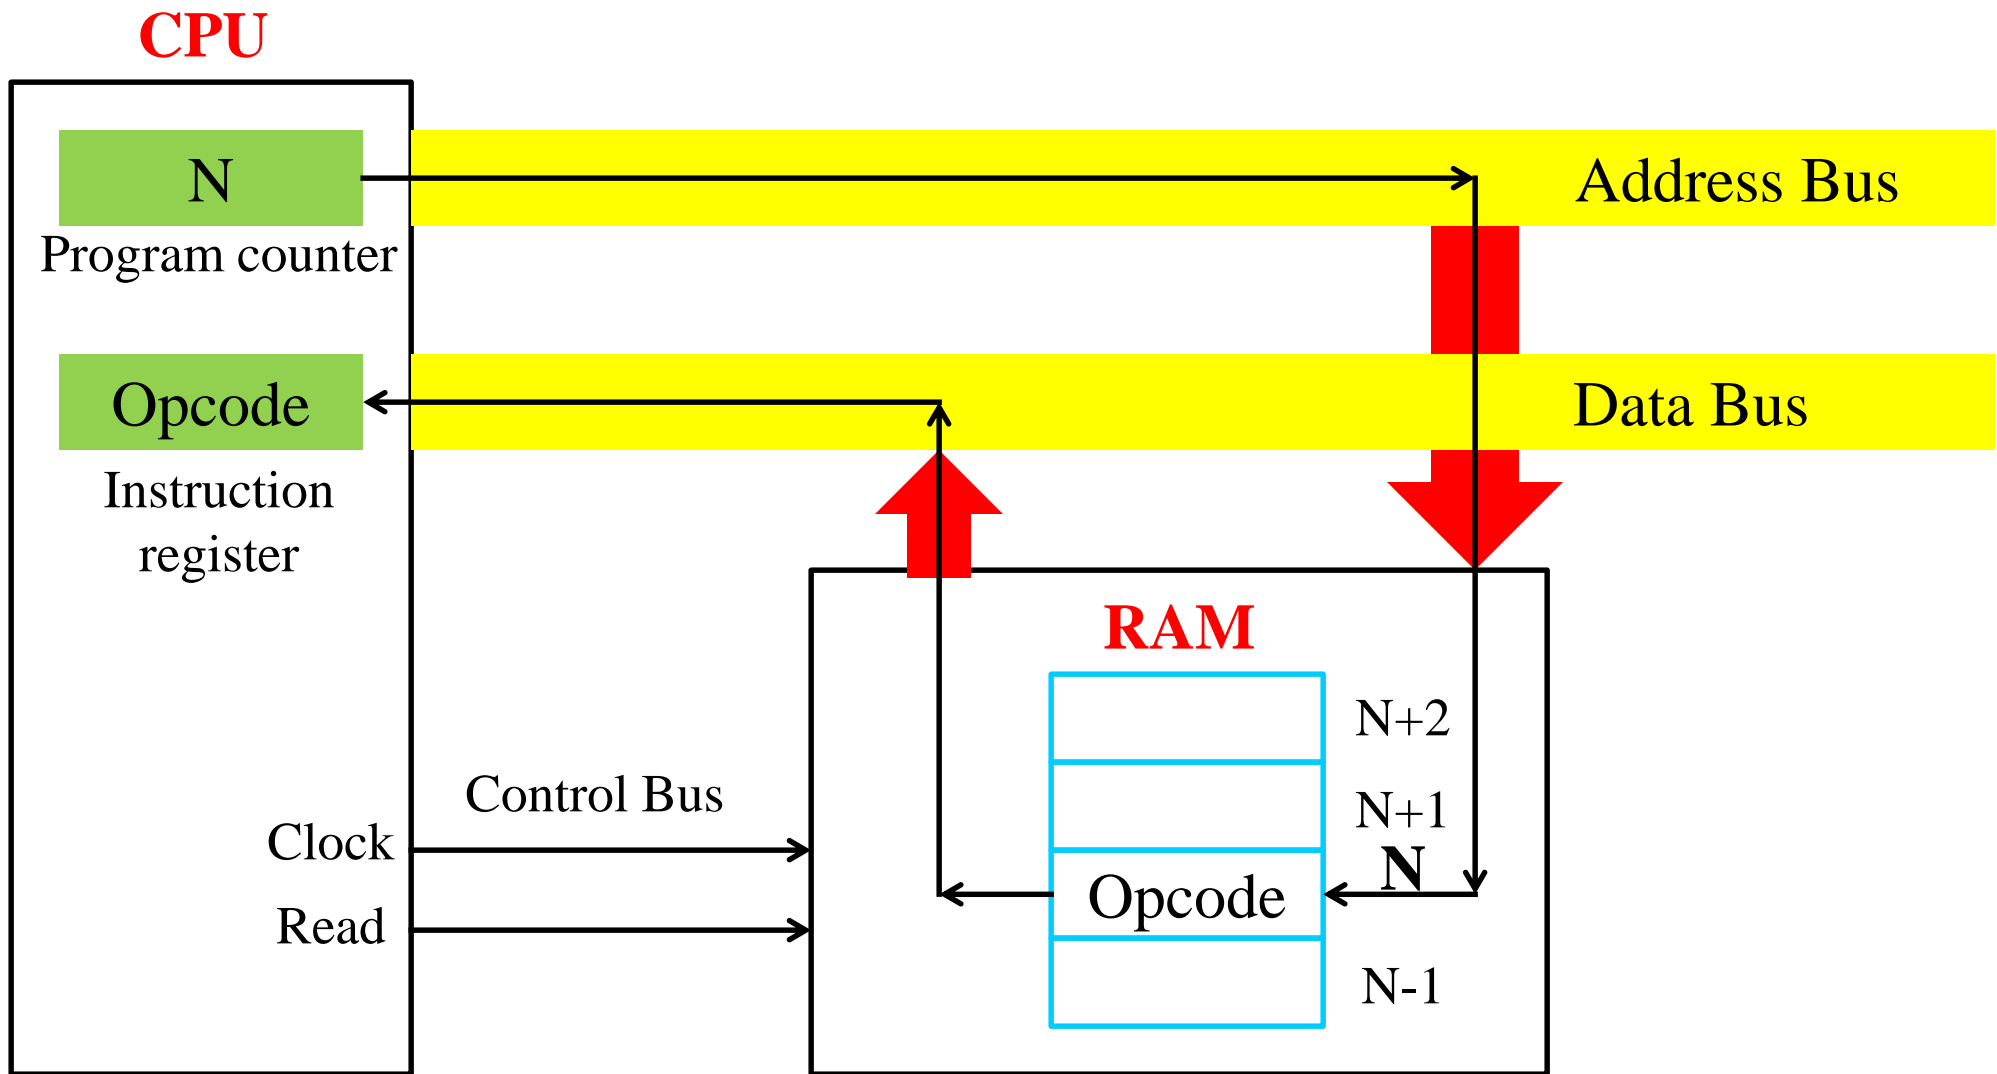 CPU
N
Address Bus
Program counter
Opcode
Data Bus
Instruction
register
RAM
N+2
Control Bus
N+1
Clock
N
Opcode
Read
N-1